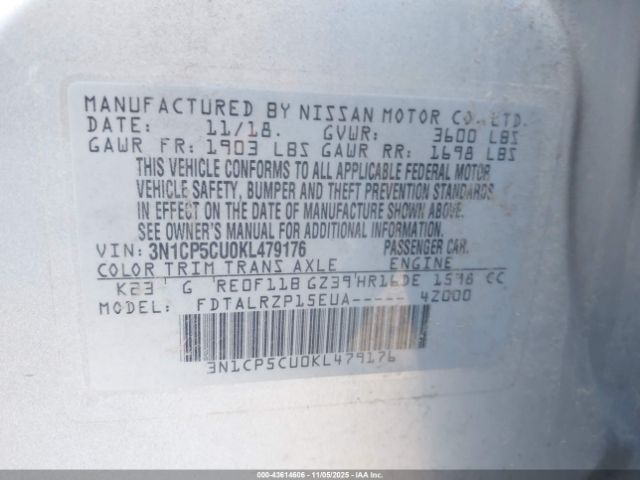 MANUFACTURED BY NISSAN MOTOR CO., LTD.
DATE: 11/18. GVWR: 3600 LBS
GAWR FR: 1903 LBS GAWR RR: 1698 LBS
THIS VEHICLE CONFORMS TO ALL APPLICABLE FEDERAL MOTOR
VEHICLE SAFETY, BUMPER AND THEFT PREVENTION STANDARDS
IN EFFECT ON THE DATE OF MANUFACTURE SHOWN ABOVE.
SEE OWNER'S MANUAL FOR ADDITIONAL INFORMATION.
VIN: 3N1CP5CU0KL479176 PASSENGER CAR.
COLOR TRIM TRANS AXLE ENGINE
K23 G RE0F11B GZ39 HR16DE 1598 CC
MODEL: FDTALRZP15EUA----- 4Z000
3N1CP5CU0KL479176
000-43614606 - 11/05/2025 - IAA Inc.